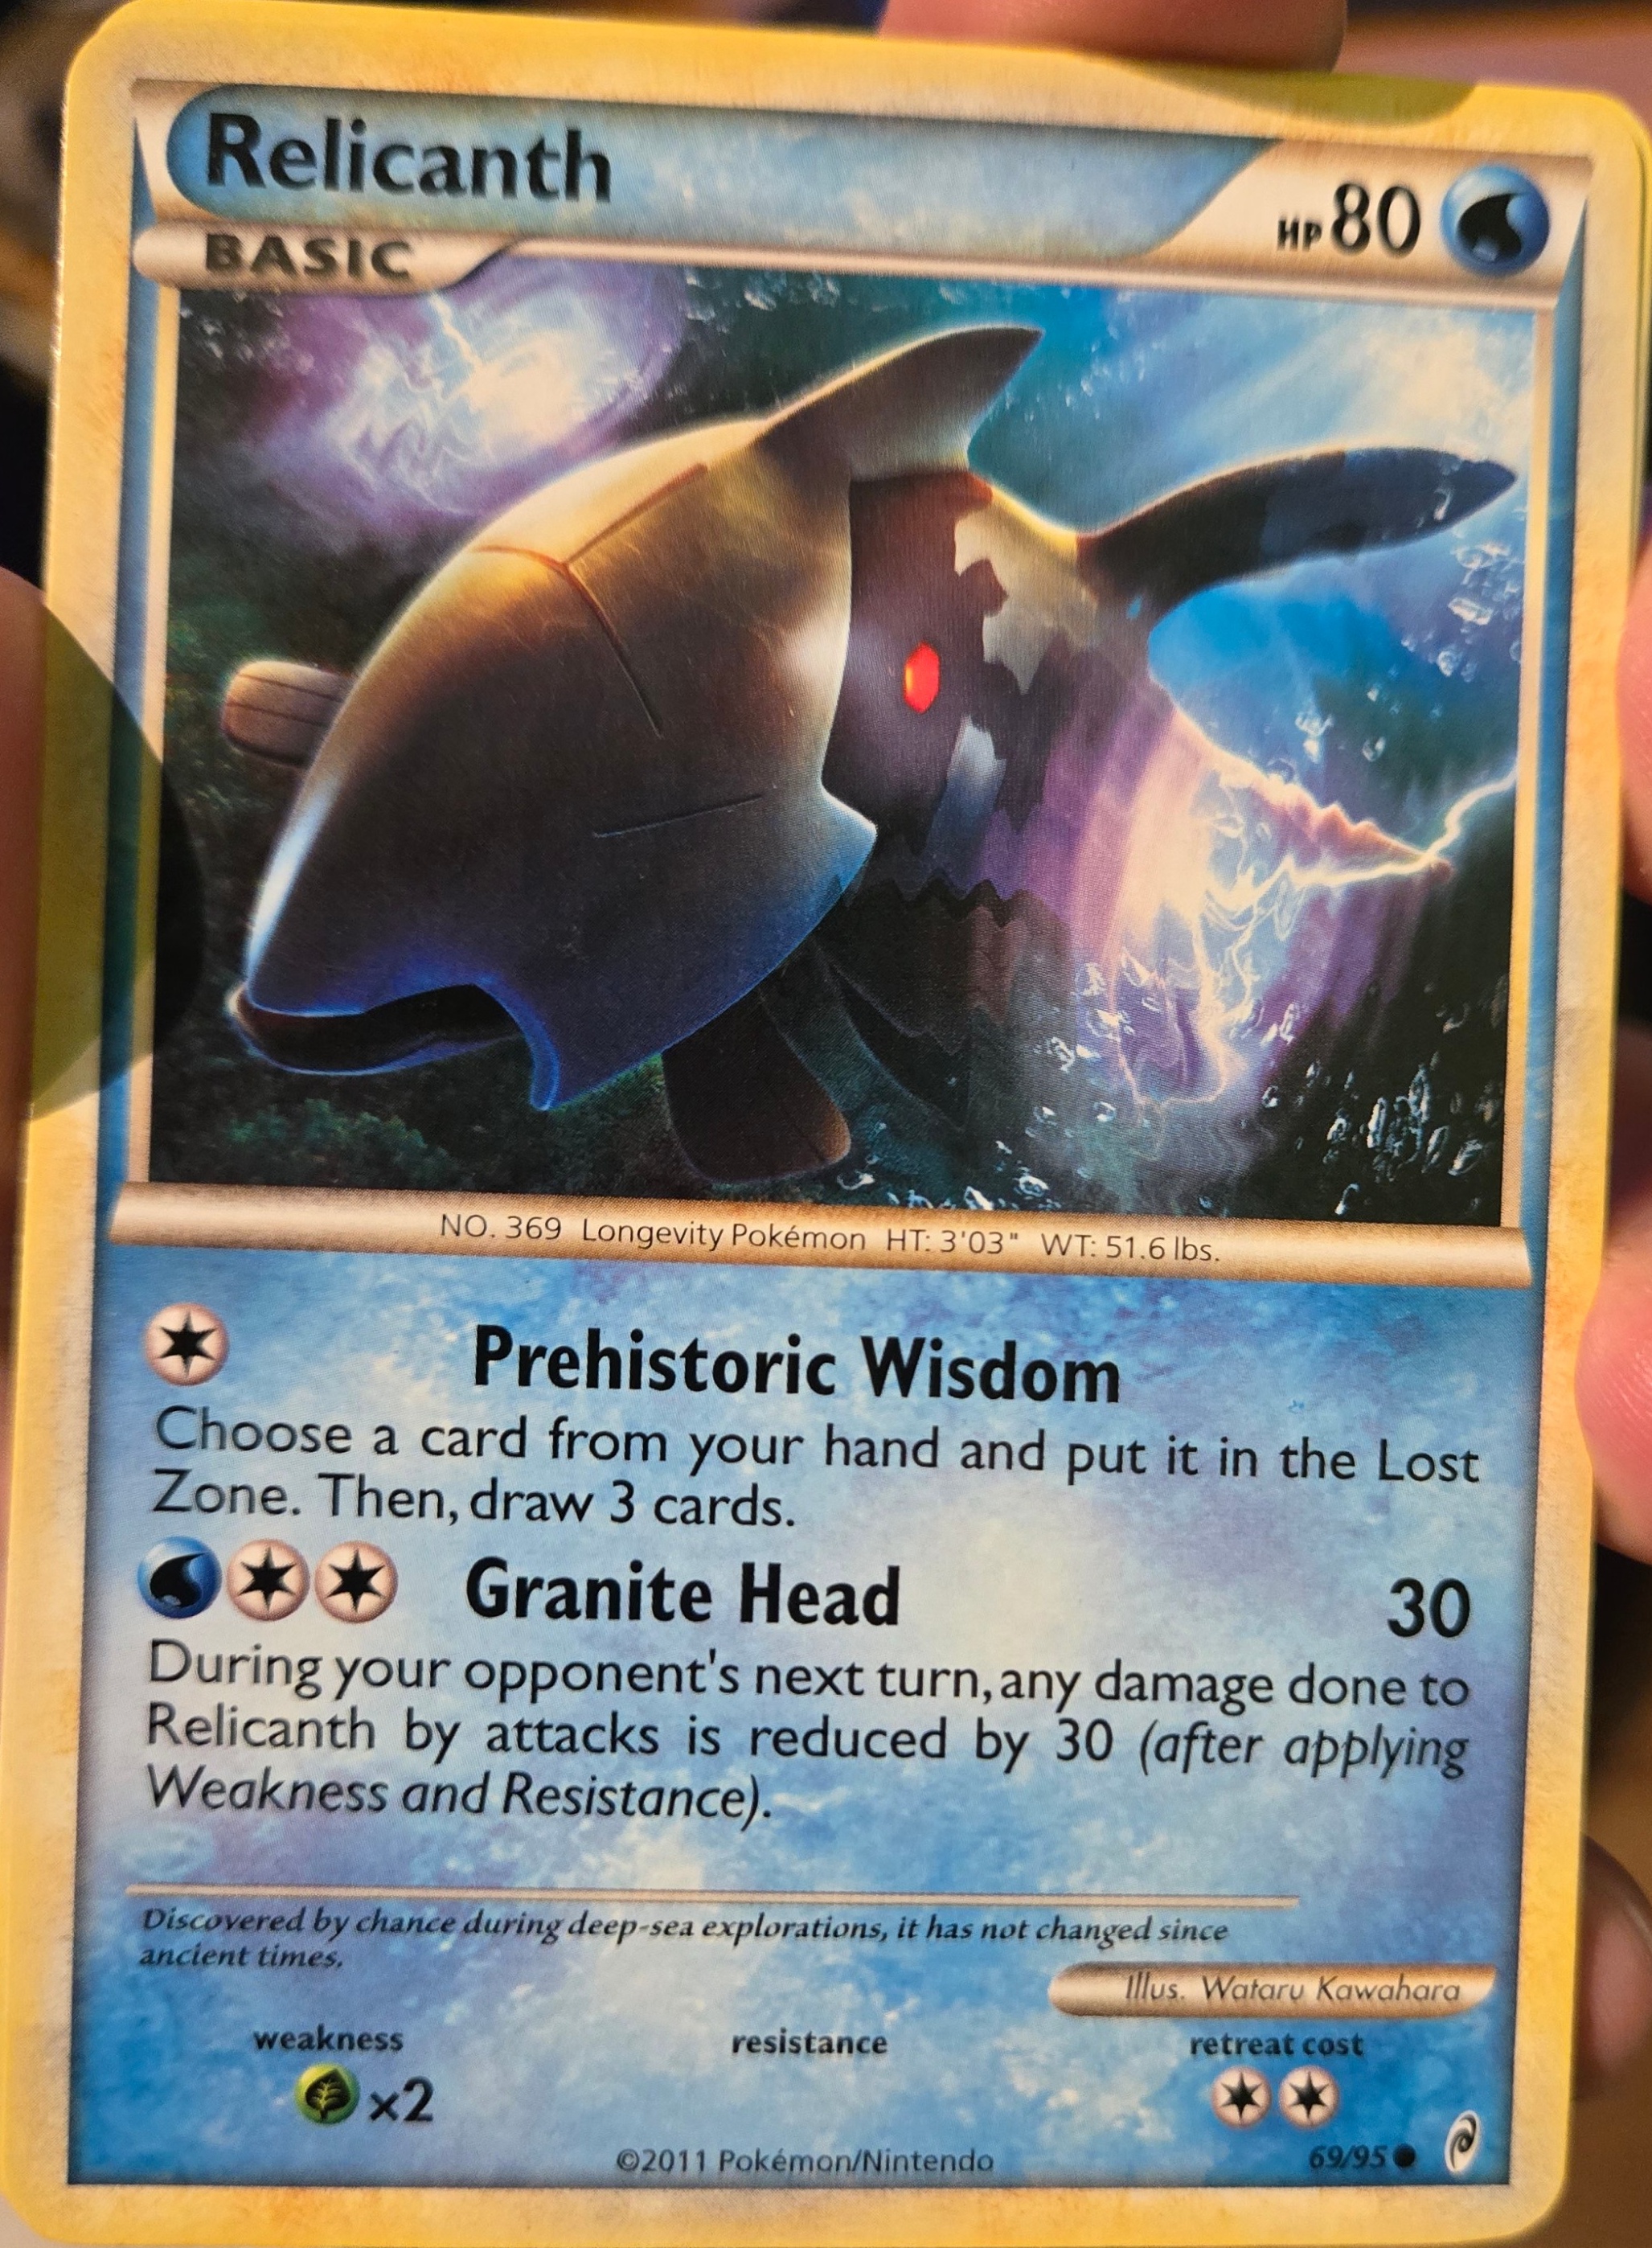 Relicanth
HP 80
BASIC
NO. 369 Longevity Pokémon HT: 3'03" WT: 51.6 lbs.
Prehistoric Wisdom
Choose a card from your hand and put it in the Lost
Zone. Then, draw 3 cards.
Granite Head 30
During your opponent's next turn, any damage done to
Relicanth by attacks is reduced by 30 (after applying
Weakness and Resistance).
Discovered by chance during deep-sea explorations, it has not changed since
ancient times.
Illus. Wataru Kawahara
weakness resistance retreat cost
x2
©2011 Pokémon/Nintendo 69/95